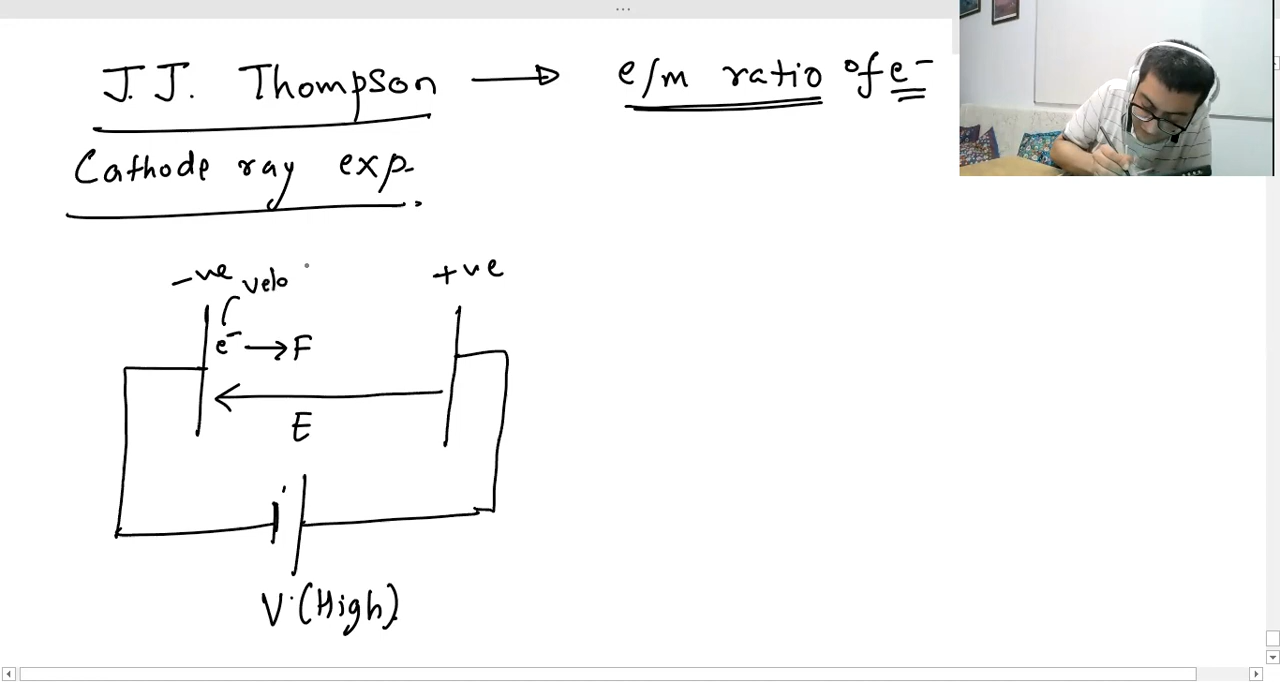 J.J. Thompson → e/m ratio of e⁻
Cathode ray exp.
-ve velo +ve
e⁻ → F
E
V (High)